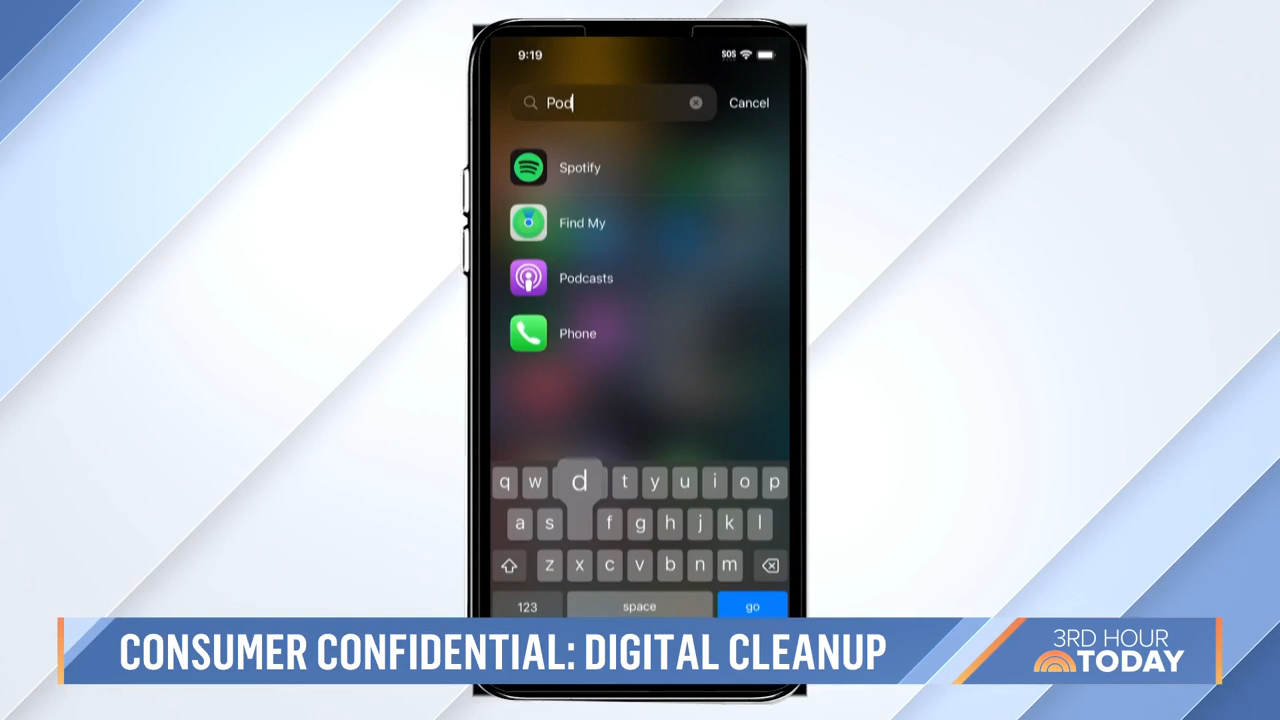 9:19
SOS
Pod
Cancel
Spotify
Find My
Podcasts
Phone
q w d t y u i o p
a s f g h j k l
z x c v b n m
123 space go
CONSUMER CONFIDENTIAL: DIGITAL CLEANUP
3RD HOUR
TODAY